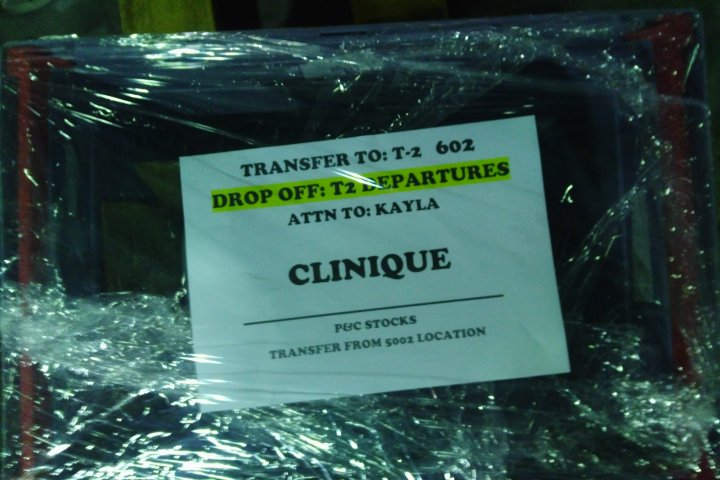 TRANSFER TO: T-2 602
DROP OFF: T2 DEPARTURES
ATTN TO: KAYLA
CLINIQUE
P&C STOCKS
TRANSFER FROM 5002 LOCATION